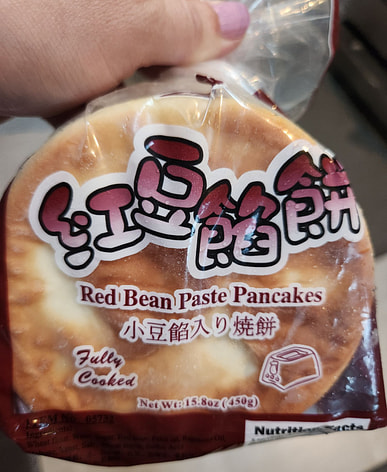 紅豆餡餅
Red Bean Paste Pancakes
小豆餡入り焼餅
Fully
Cooked
Net Wt: 15.8oz (450g)
Nutrition Facts